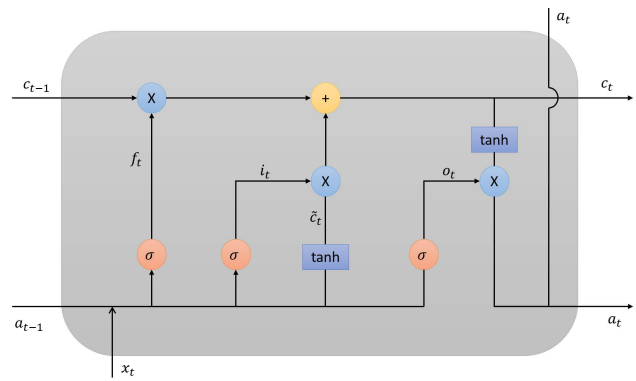 a_t
c_{t-1} X + c_t
tanh
f_t i_t X o_t X
c̃_t
σ σ tanh σ
a_{t-1} a_t
x_t